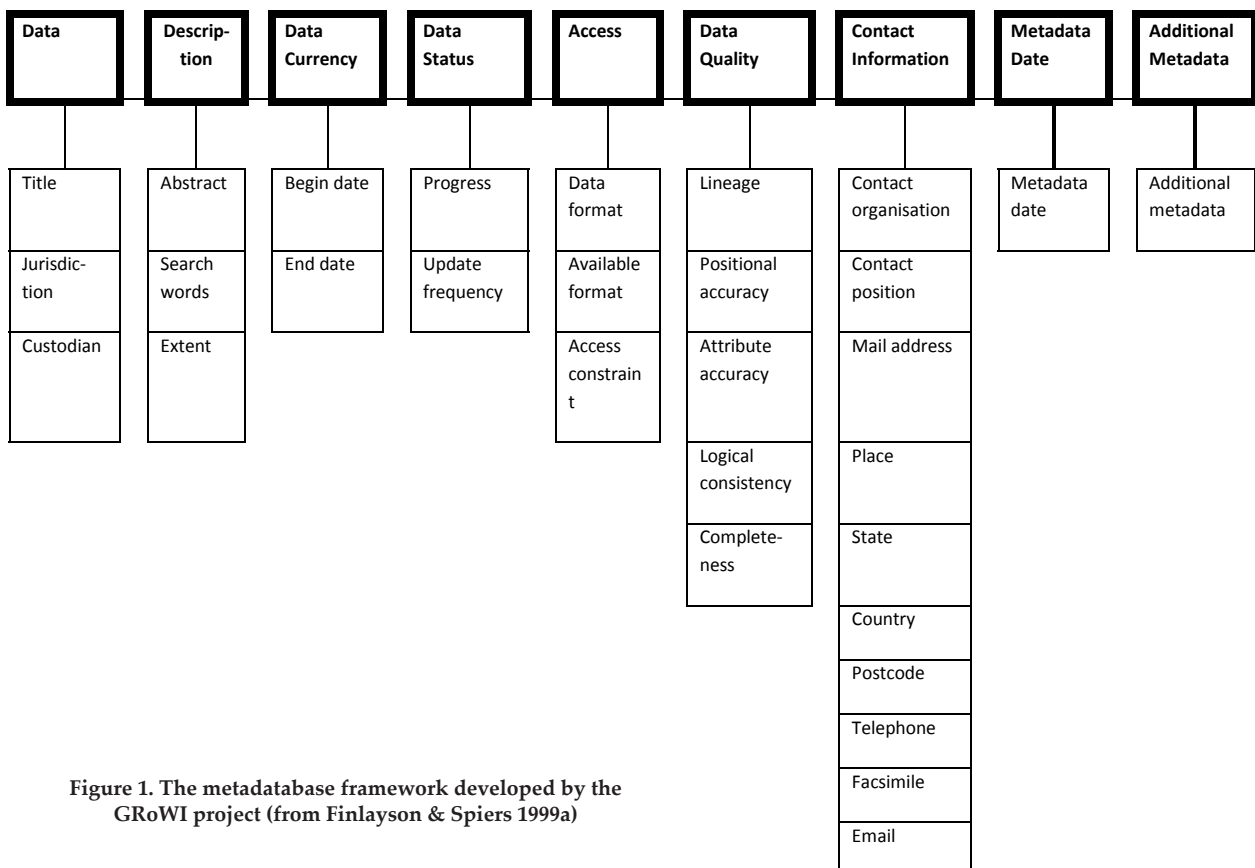 Data
Descrip-
tion
Data
Currency
Data
Status
Access
Data
Quality
Contact
Information
Metadata
Date
Additional
Metadata
Title
Jurisdic-
tion
Custodian
Abstract
Search
words
Extent
Begin date
End date
Progress
Update
frequency
Data
format
Available
format
Access
constrain
t
Lineage
Positional
accuracy
Attribute
accuracy
Logical
consistency
Complete-
ness
Contact
organisation
Contact
position
Mail address
Place
State
Country
Postcode
Telephone
Facsimile
Email
Metadata
date
Additional
metadata
Figure 1. The metadatabase framework developed by the
GRoWI project (from Finlayson & Spiers 1999a)